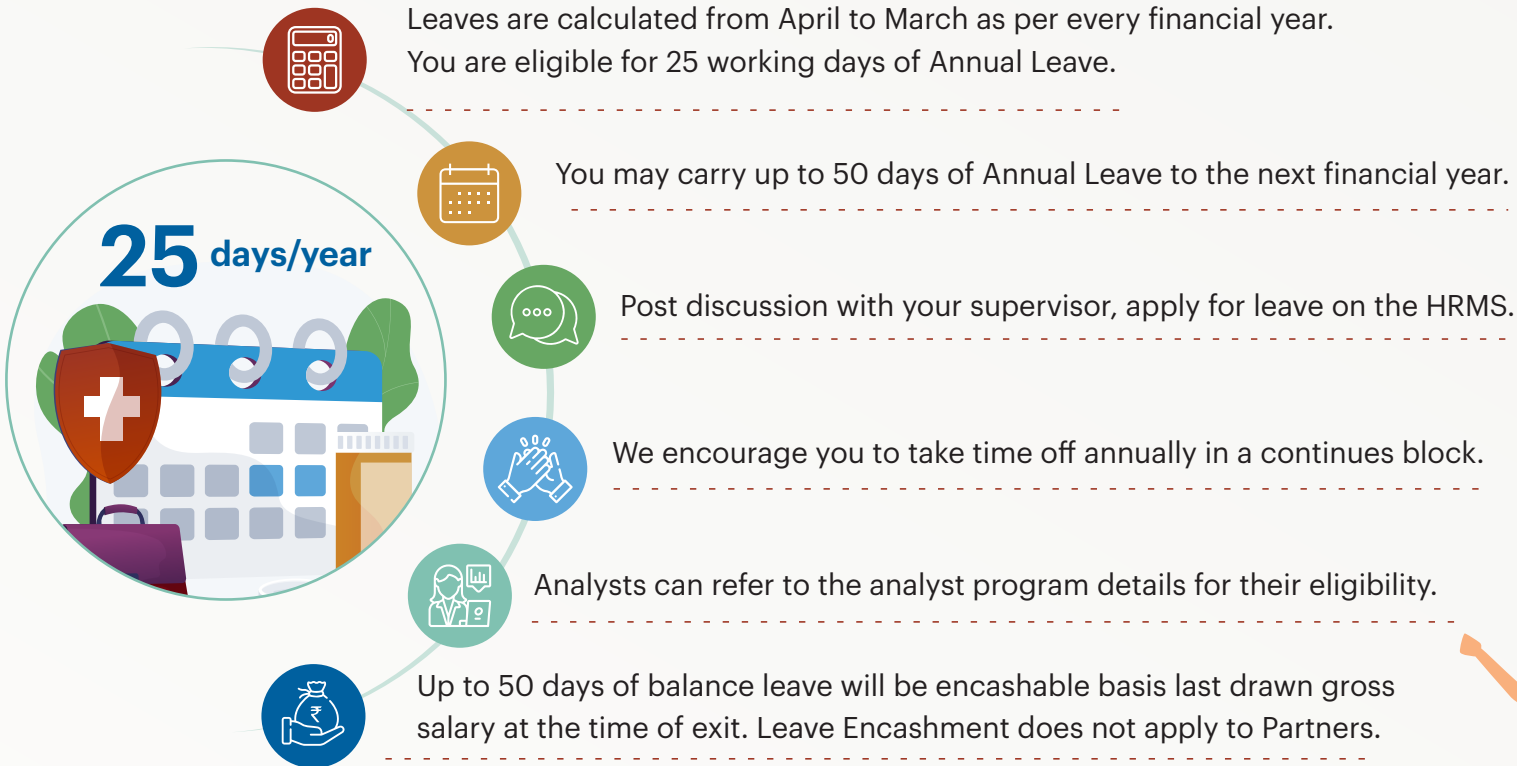 Leaves are calculated from April to March as per every financial year.
You are eligible for 25 working days of Annual Leave.
You may carry up to 50 days of Annual Leave to the next financial year.
25 days/year
Post discussion with your supervisor, apply for leave on the HRMS.
We encourage you to take time off annually in a continues block.
Analysts can refer to the analyst program details for their eligibility.
₹
Up to 50 days of balance leave will be encashable basis last drawn gross
salary at the time of exit. Leave Encashment does not apply to Partners.